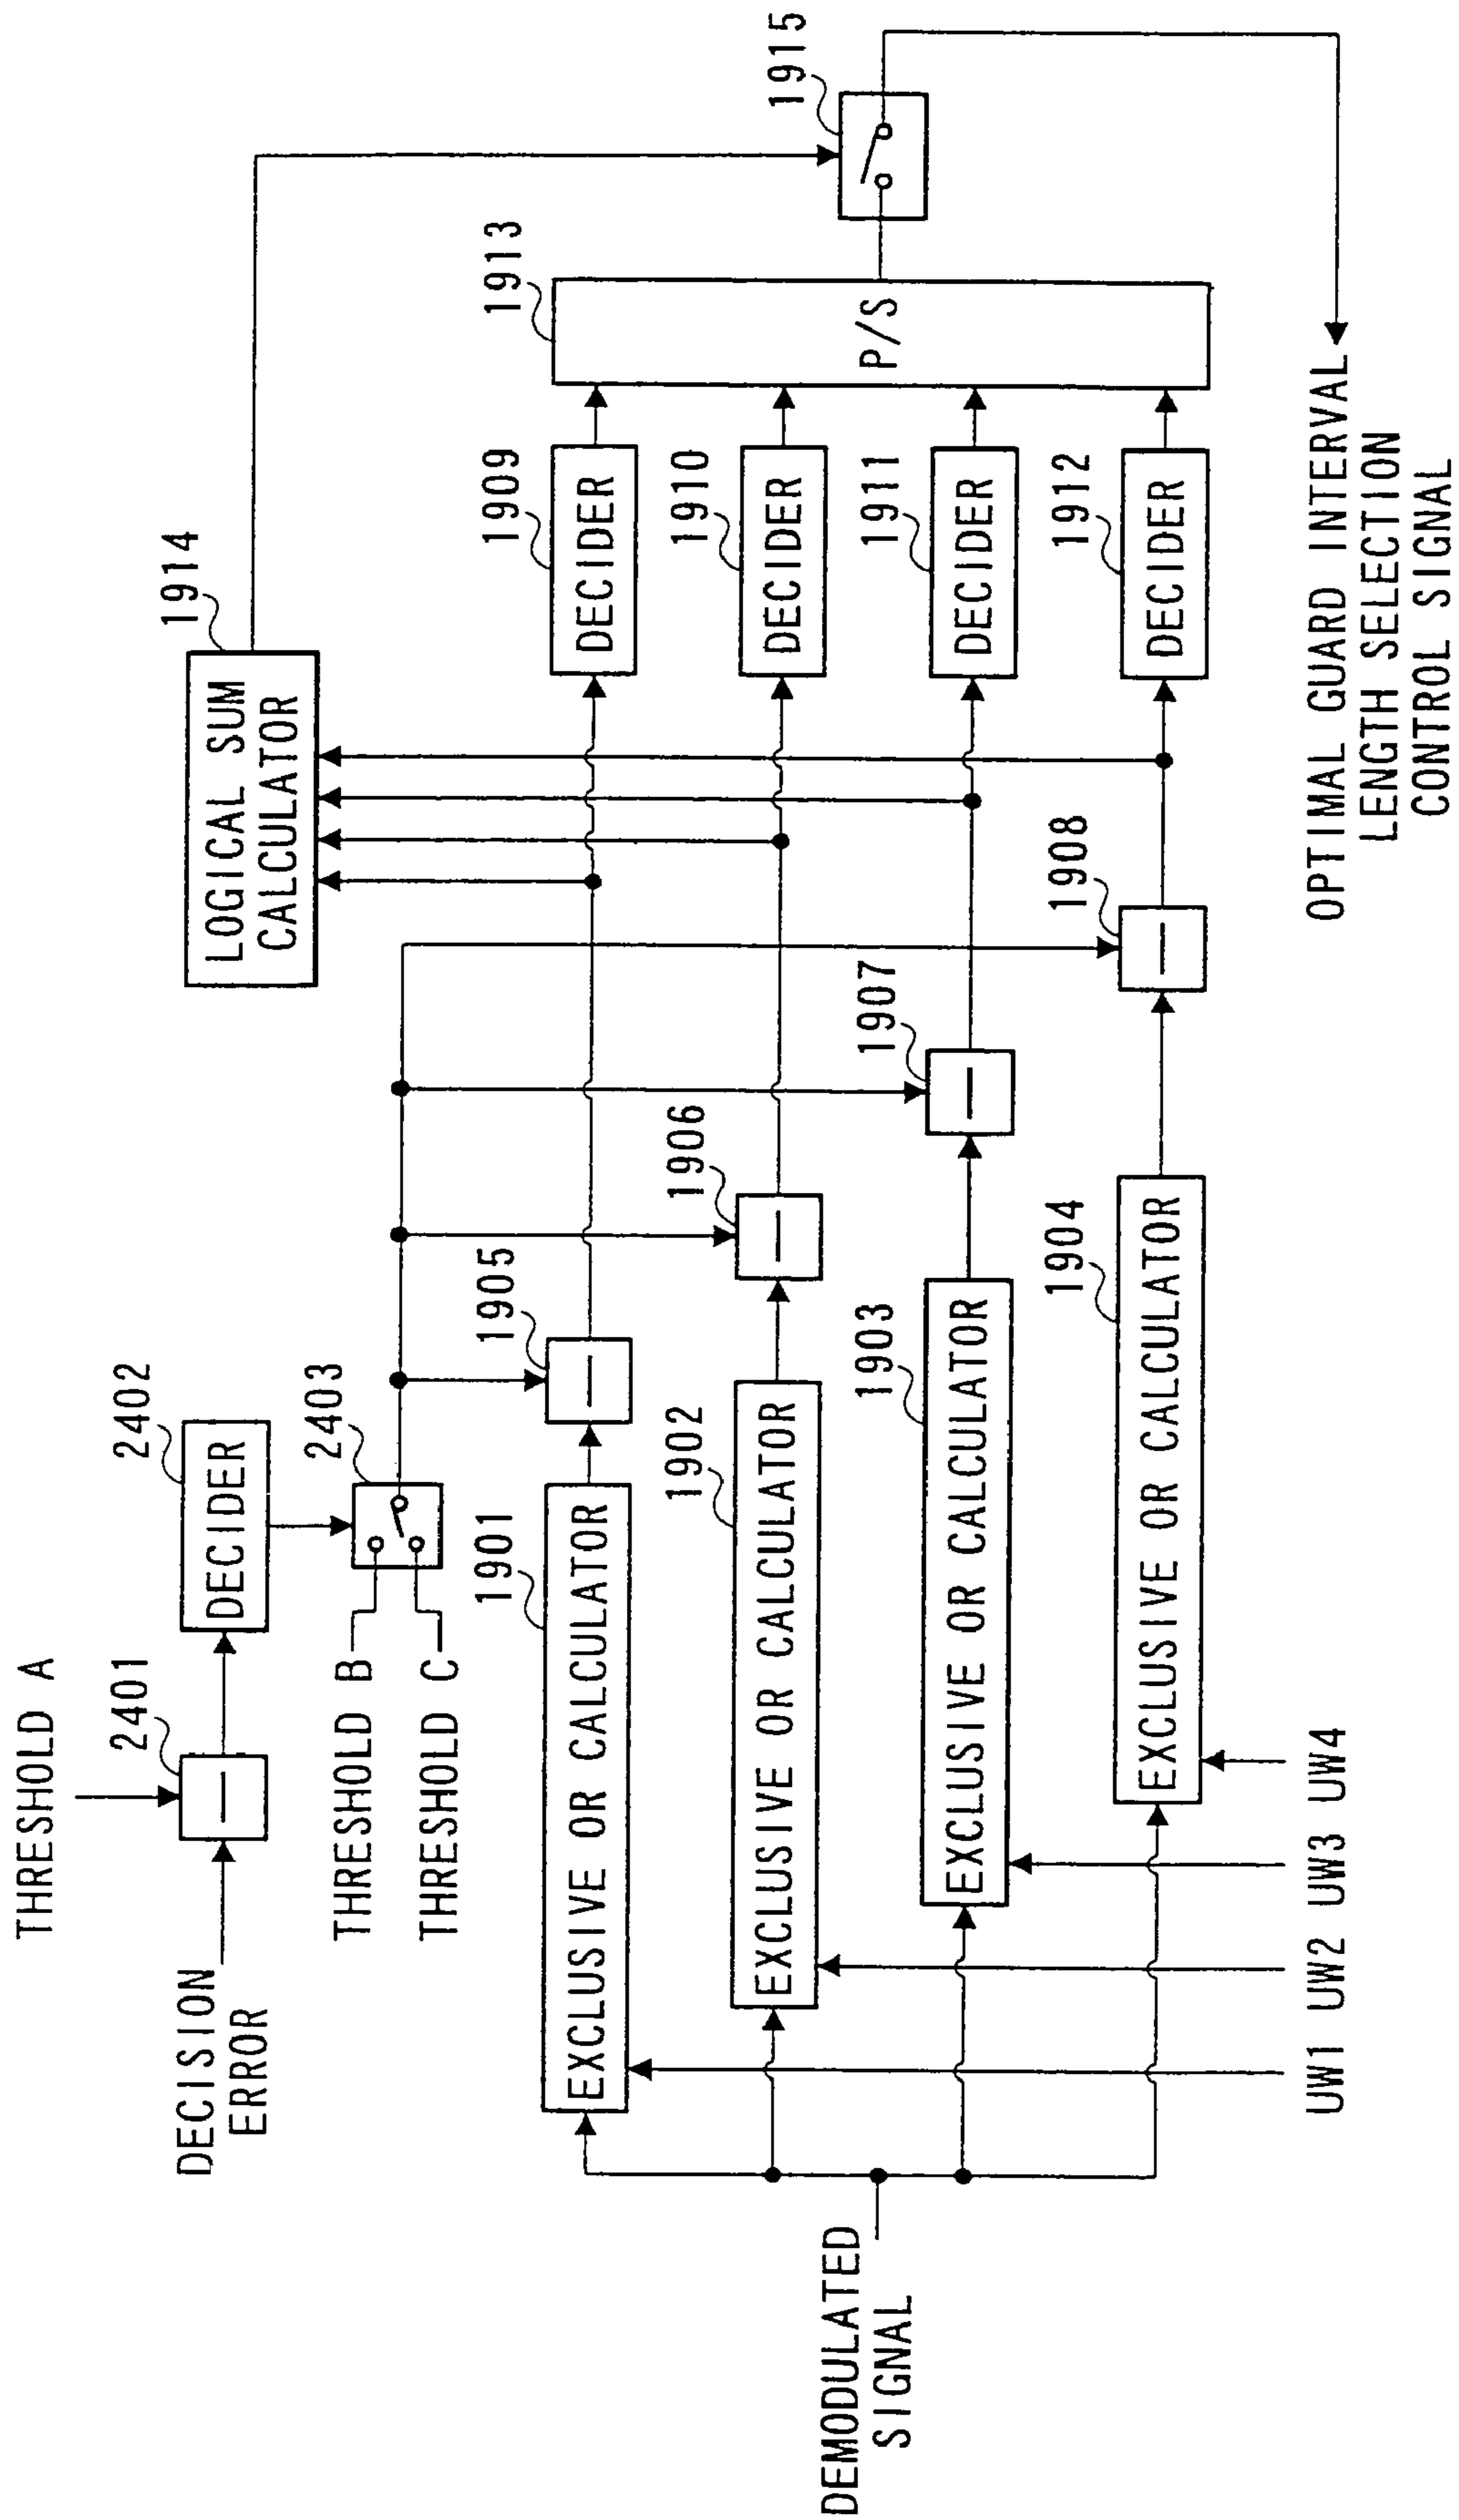 THRESHOLD A
2401
2402
DECISION
ERROR
DECIDER
THRESHOLD B
THRESHOLD C
2403
1914
LOGICAL SUM
CALCULATOR
1901
EXCLUSIVE OR CALCULATOR
1905
1909
DECIDER
1913
P/S
1915
1902
EXCLUSIVE OR CALCULATOR
1906
1910
DECIDER
DEMODULATED
SIGNAL
1903
EXCLUSIVE OR CALCULATOR
1907
1911
DECIDER
1904
EXCLUSIVE OR CALCULATOR
1908
1912
DECIDER
UW1 UW2 UW3 UW4
OPTIMAL GUARD INTERVAL
LENGTH SELECTION
CONTROL SIGNAL